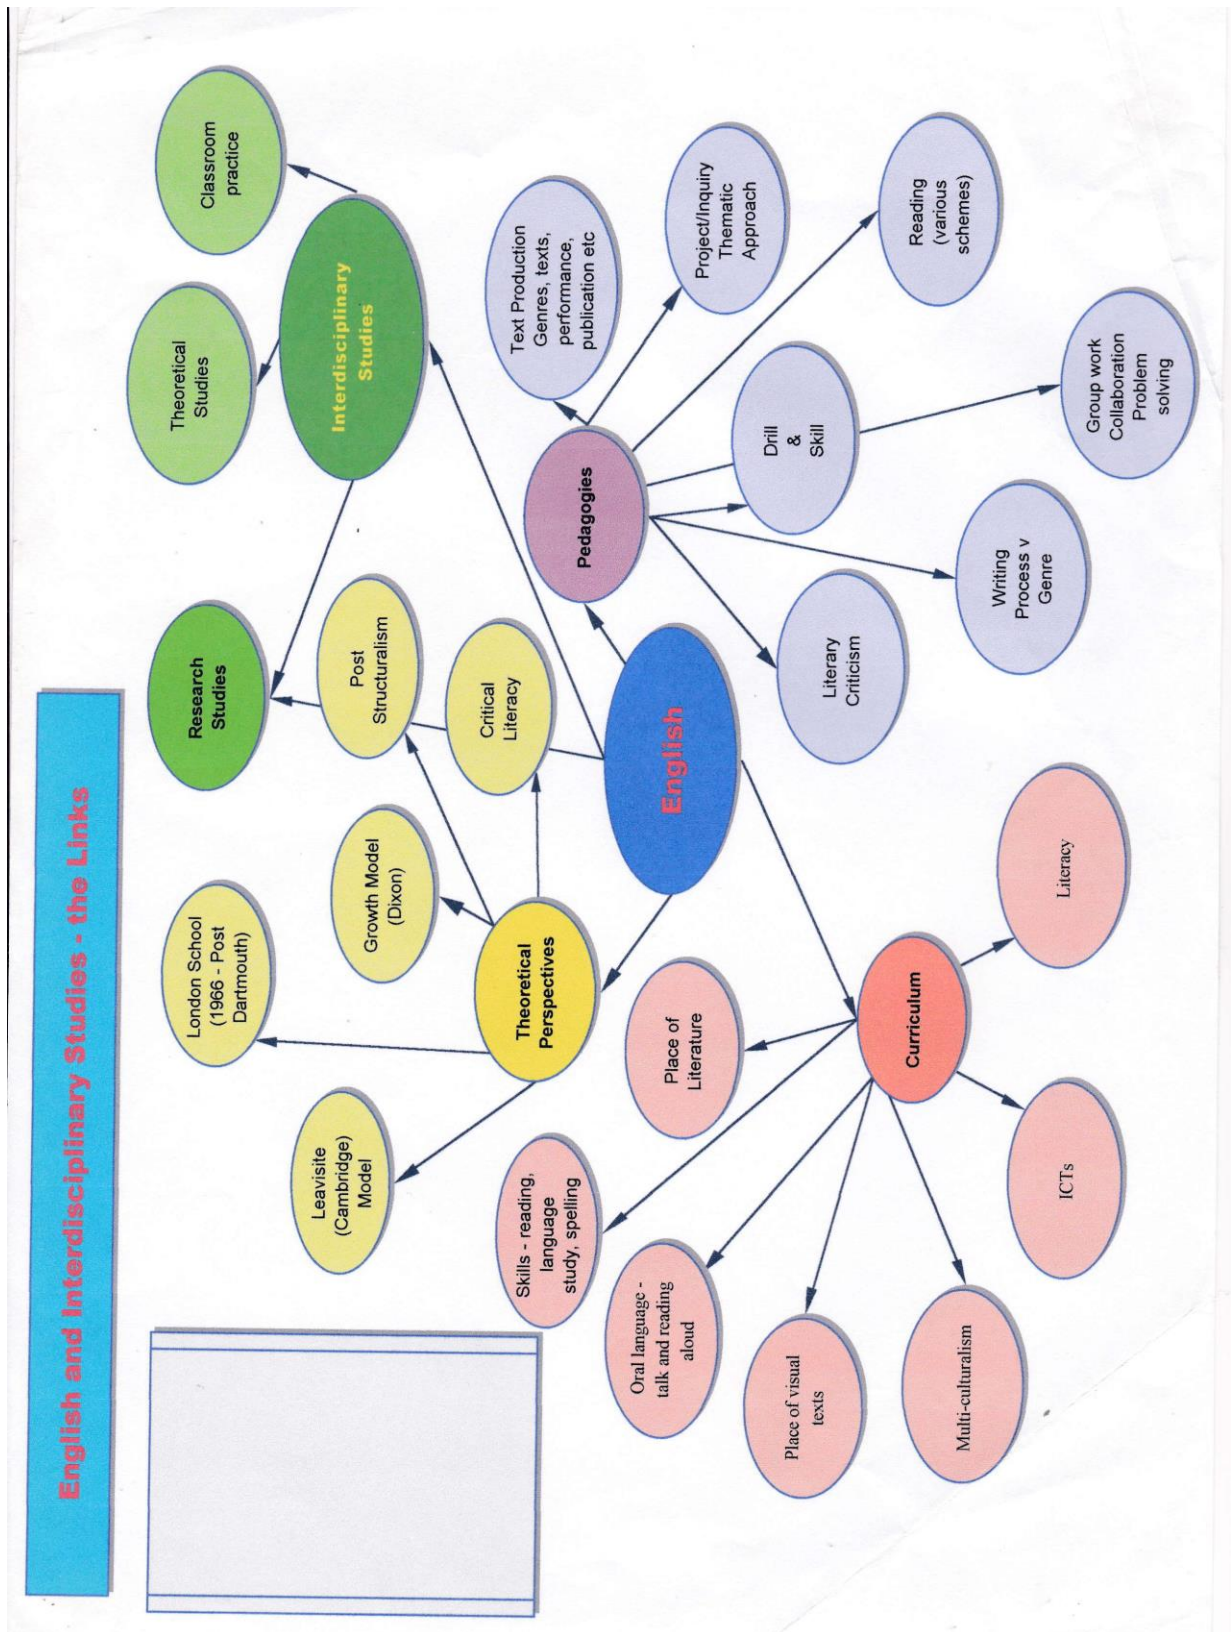 English and Interdisciplinary Studies - the Links
Leavisite
(Cambridge)
Model
London School
(1966 - Post
Dartmouth)
Growth Model
(Dixon)
Research
Studies
Post
Structuralism
Critical
Literacy
Theoretical
Studies
Classroom
practice
Interdisciplinary
Studies
Theoretical
Perspectives
English
Pedagogies
Text Production
Genres, texts,
performance,
publication etc
Project/Inquiry
Thematic
Approach
Reading
(various
schemes)
Drill
&
Skill
Group work
Collaboration
Problem
solving
Writing
Process v
Genre
Literary
Criticism
Skills - reading,
language
study, spelling
Oral language -
talk and reading
aloud
Place of visual
texts
Multi-culturalism
Place of
Literature
Curriculum
ICTs
Literacy